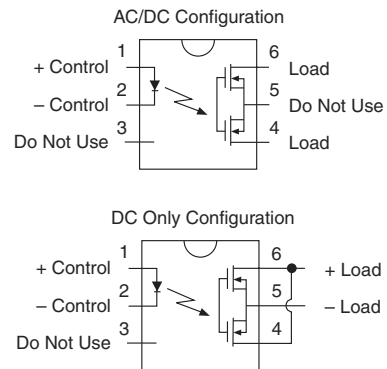 AC/DC Configuration
1 6
+ Control Load
2 5
– Control Do Not Use
3 4
Do Not Use Load
DC Only Configuration
1 6
+ Control + Load
2 5
– Control – Load
3 4
Do Not Use